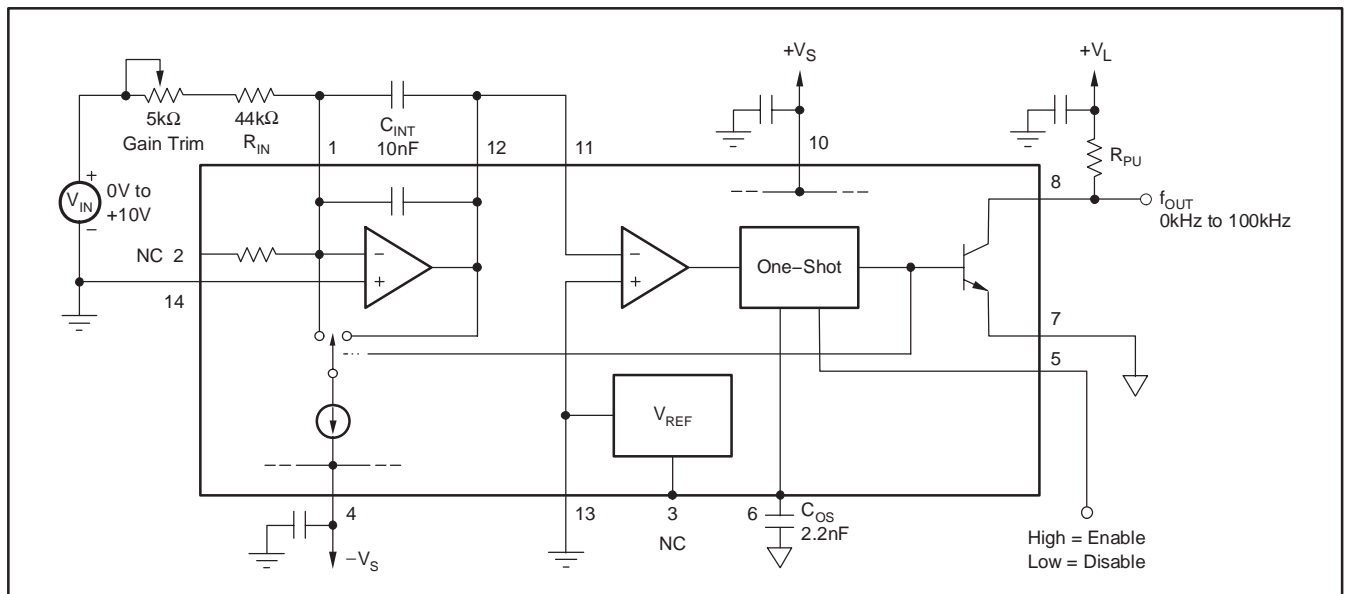 +V_S
+V_L
5kΩ
Gain Trim
44kΩ
R_IN
C_INT
10nF
1
12
11
10
R_PU
8
f_OUT
0kHz to 100kHz
V_IN
+
−
0V to
+10V
NC 2
14
−
+
−
+
One−Shot
7
5
V_REF
4
−V_S
13
3
NC
6
C_OS
2.2nF
High = Enable
Low = Disable